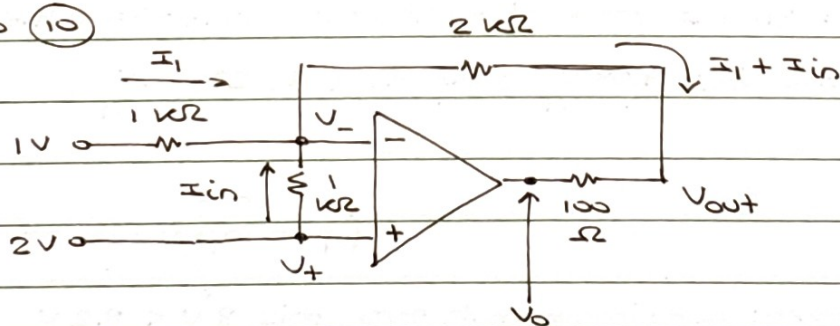 10
2 kΩ
I₁
I₁ + Iin
1 kΩ
V₋
1V
−
Iin
1 kΩ
100 Ω
Vout
2V
+
V₊
Vo